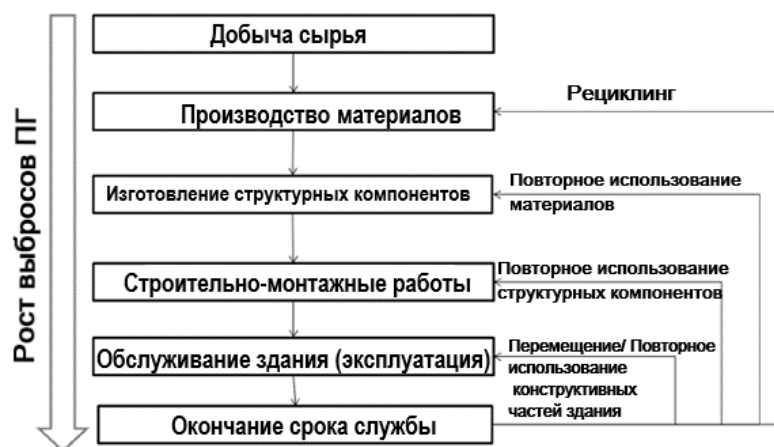 Рост выбросов ПГ
Добыча сырья
Производство материалов
Рециклинг
Изготовление структурных компонентов
Повторное использование
материалов
Строительно-монтажные работы
Повторное использование
структурных компонентов
Обслуживание здания (эксплуатация)
Перемещение/ Повторное
использование
конструктивных
частей здания
Окончание срока службы